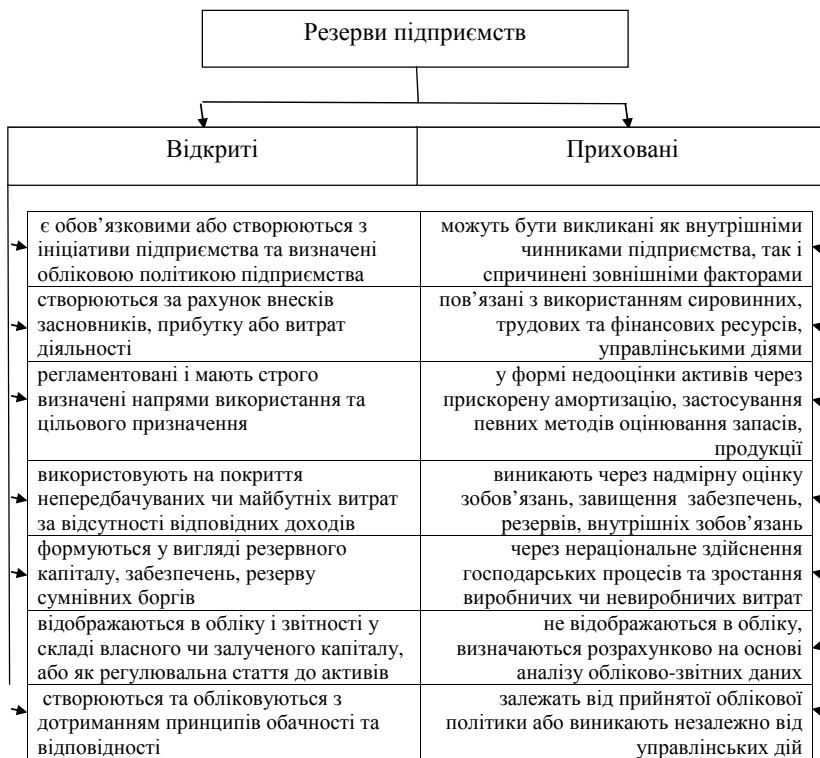 Резерви підприємств
Відкриті
Приховані
є обов’язковими або створюються з
ініціативи підприємства та визначені
обліковою політикою підприємства
можуть бути викликані як внутрішніми
чинниками підприємства, так і
спричинені зовнішніми факторами
створюються за рахунок внесків
засновників, прибутку або витрат
діяльності
пов’язані з використанням сировинних,
трудових та фінансових ресурсів,
управлінськими діями
регламентовані і мають строго
визначені напрями використання та
цільового призначення
у формі недооцінки активів через
прискорену амортизацію, застосування
певних методів оцінювання запасів,
продукції
використовують на покриття
непередбачуваних чи майбутніх витрат
за відсутності відповідних доходів
виникають через надмірну оцінку
зобов’язань, завищення забезпечень,
резервів, внутрішніх зобов’язань
формуються у вигляді резервного
капіталу, забезпечень, резерву
сумнівних боргів
через нераціональне здійснення
господарських процесів та зростання
виробничих чи невиробничих витрат
відображаються в обліку і звітності у
складі власного чи залученого капіталу,
або як регулювальна стаття до активів
не відображаються в обліку,
визначаються розрахунково на основі
аналізу обліково-звітних даних
створюються та обліковуються з
дотриманням принципів обачності та
відповідності
залежать від прийнятої облікової
політики або виникають незалежно від
управлінських дій